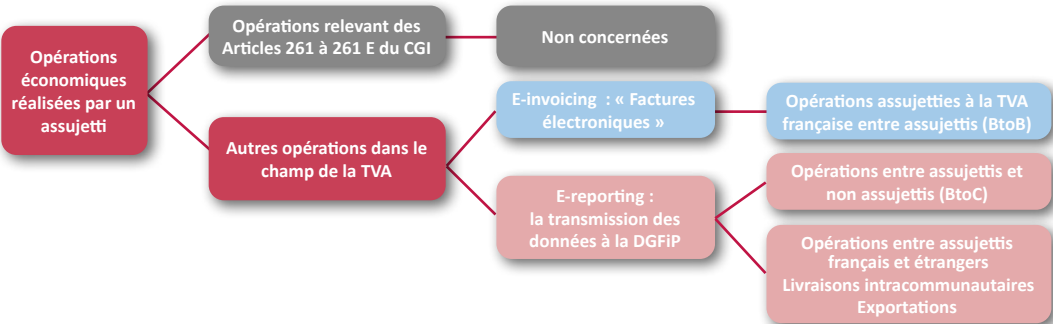 Opérations
économiques
réalisées par un
assujetti
Opérations relevant des
Articles 261 à 261 E du CGI
Non concernées
Autres opérations dans le
champ de la TVA
E-invoicing : « Factures
électroniques »
Opérations assujetties à la TVA
française entre assujettis (BtoB)
E-reporting :
la transmission des
données à la DGFiP
Opérations entre assujettis et
non assujettis (BtoC)
Opérations entre assujettis
français et étrangers
Livraisons intracommunautaires
Exportations